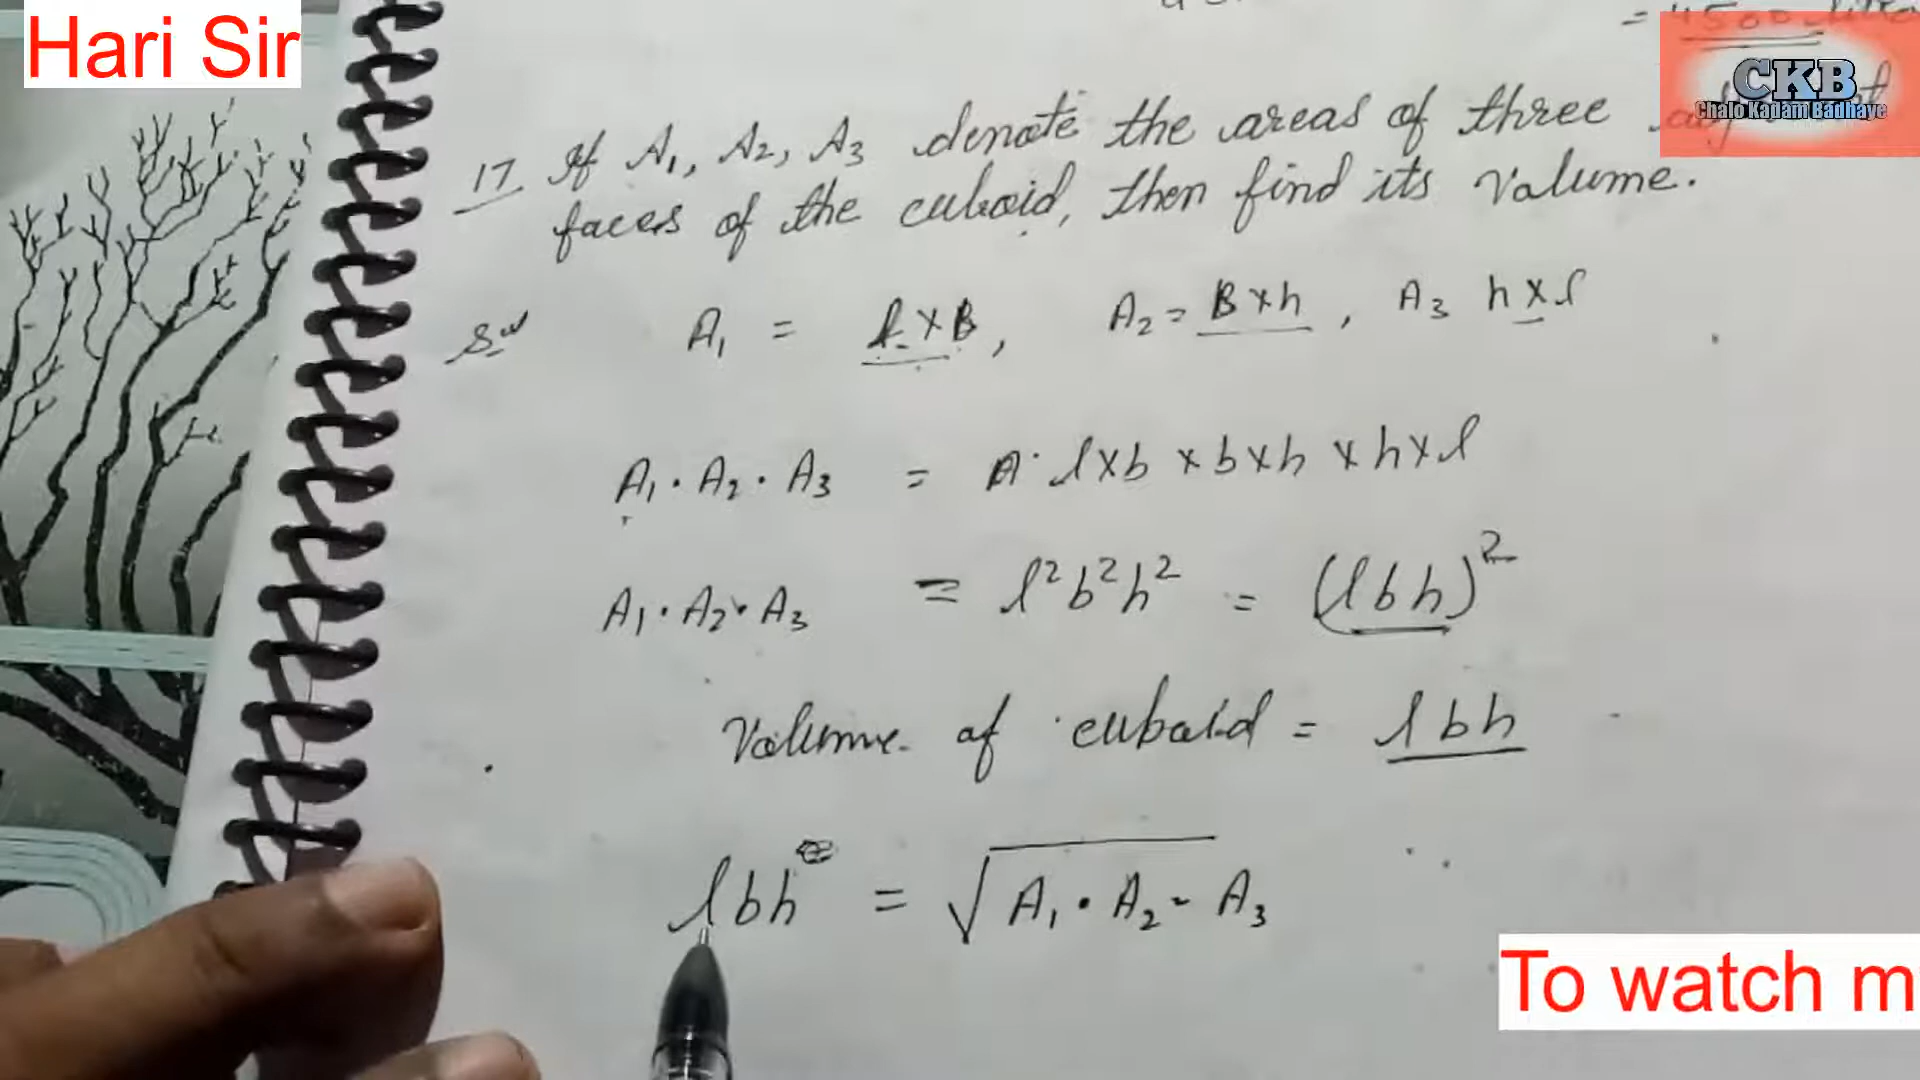 Hari Sir
= 4500
CKB
Chalo Kadam Badhaye
17. If A₁, A₂, A₃ denote the areas of three
faces of the cuboid, then find its volume.
Sol A₁ = l × B, A₂ = B × h, A₃ h × l
A₁ · A₂ · A₃ = l×b × b×h × h×l
A₁ · A₂ · A₃ = l²b²h² = (lbh)²
Volume of cuboid = lbh
lbh = √A₁ · A₂ - A₃
To watch m